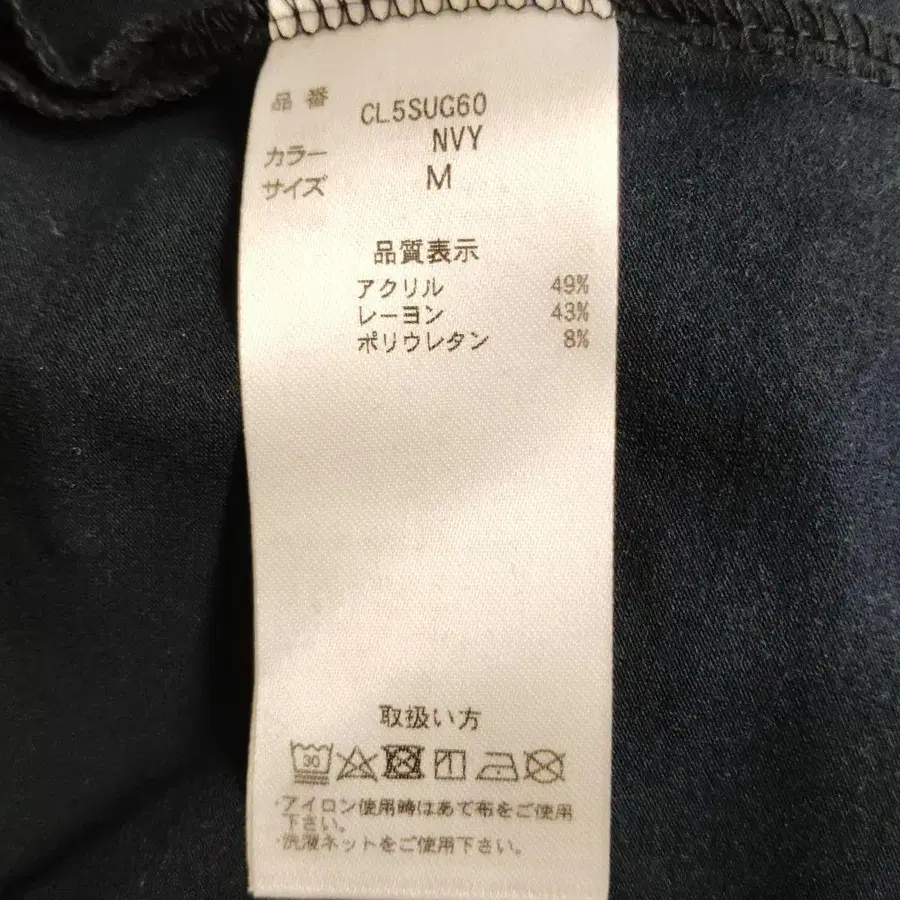 品番 CL5SUG60
カラー NVY
サイズ M
品質表示
アクリル 49%
レーヨン 43%
ポリウレタン 8%
取扱い方
30
・アイロン使用時はあて布をご使用
下さい。
・洗濯ネットをご使用下さい。